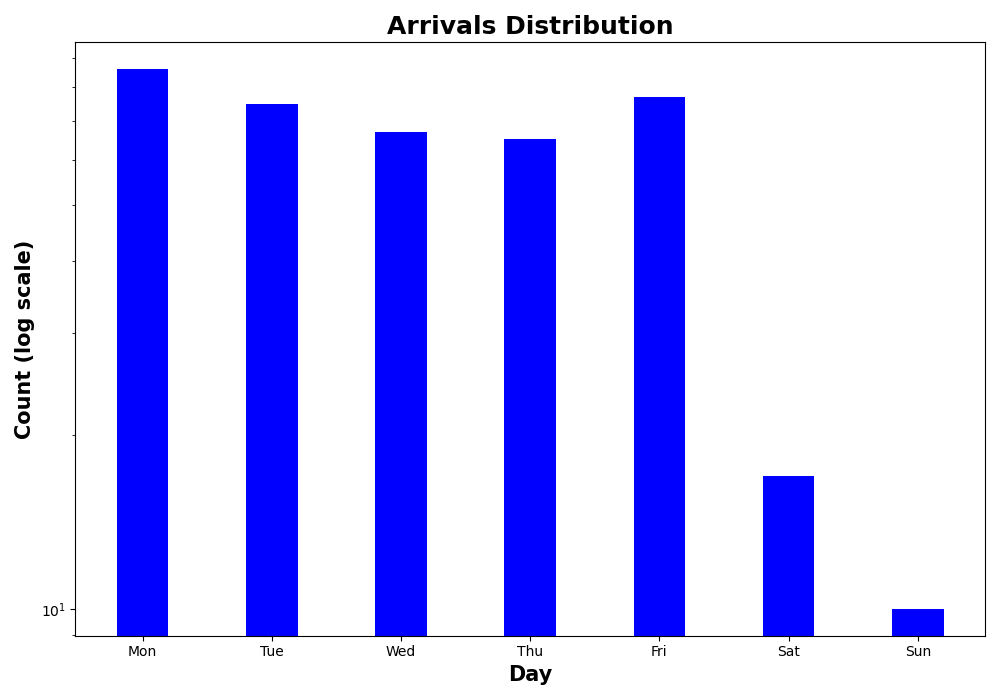 Arrivals Distribution
Count (log scale)
10¹
Mon Tue Wed Thu Fri Sat Sun
Day